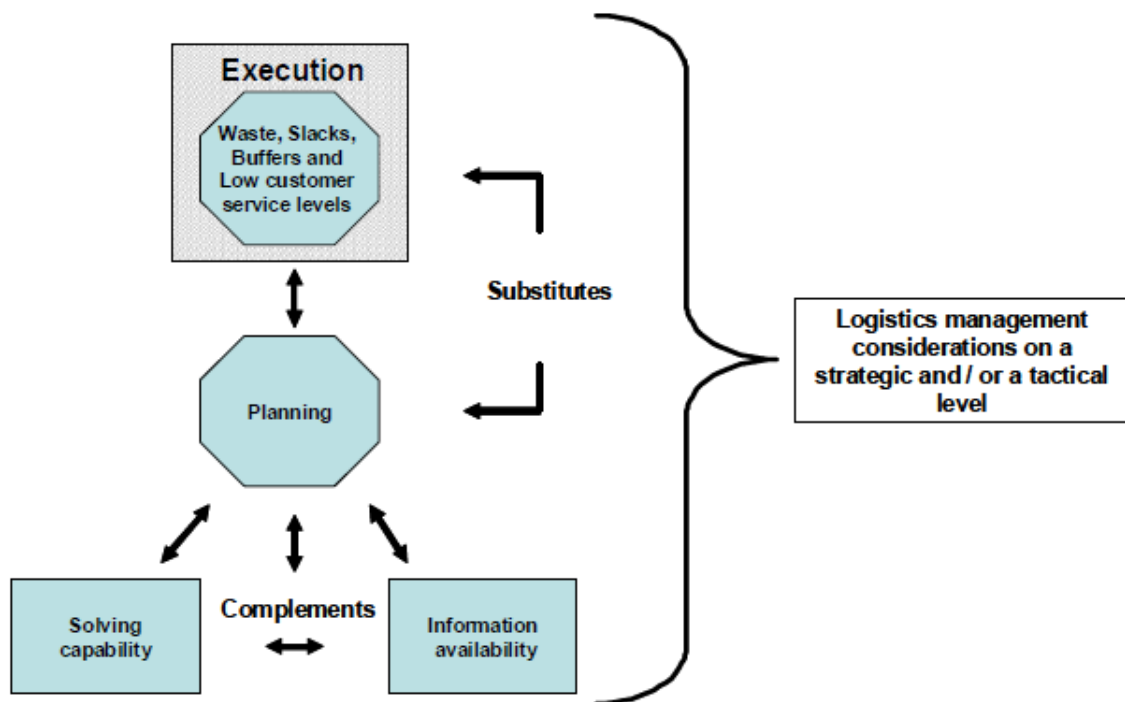 Execution
Waste, Slacks,
Buffers and
Low customer
service levels
Substitutes
Logistics management
considerations on a
strategic and / or a tactical
level
Planning
Complements
Solving
capability
Information
availability